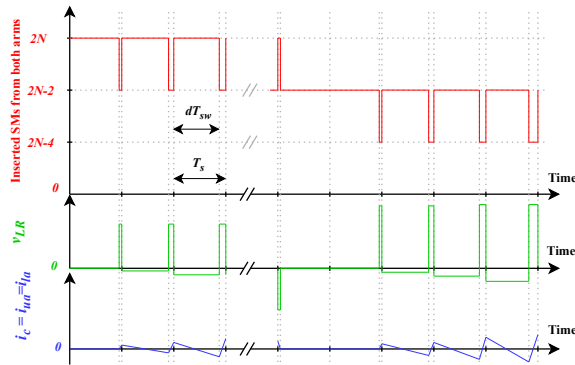 Inserted SMs from both arms
2N
2N-2
2N-4
0
dT_sw
T_s
Time
v_LR
0
Time
i_c = i_ua=i_la
0
Time